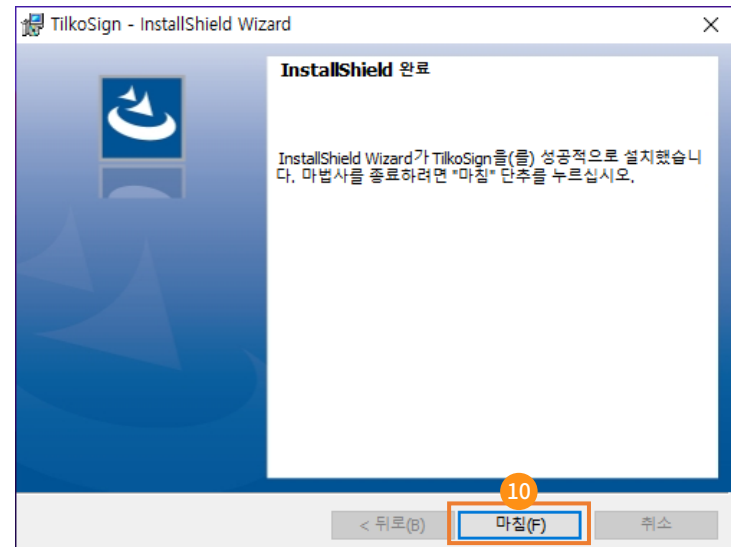 TilkoSign - InstallShield Wizard
InstallShield 완료
InstallShield Wizard가 TilkoSign을(를) 성공적으로 설치했습니
다. 마법사를 종료하려면 "마침" 단추를 누르십시오.
10
< 뒤로(B) 마침(F) 취소